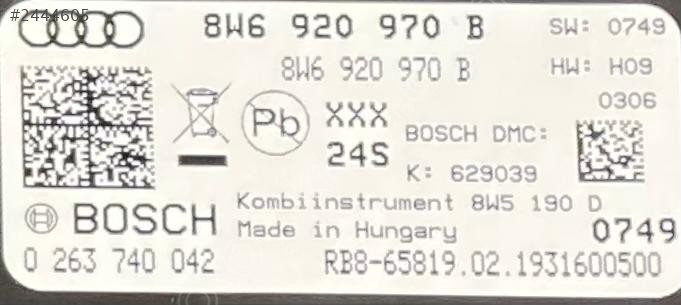 #2444605
8W6 920 970 B SW: 0749
8W6 920 970 B HW: H09
0306
Pb XXX
24S
BOSCH DMC:
K: 629039
Kombiinstrument 8W5 190 D
BOSCH Made in Hungary 0749
0 263 740 042 RB8-65819.02.1931600500